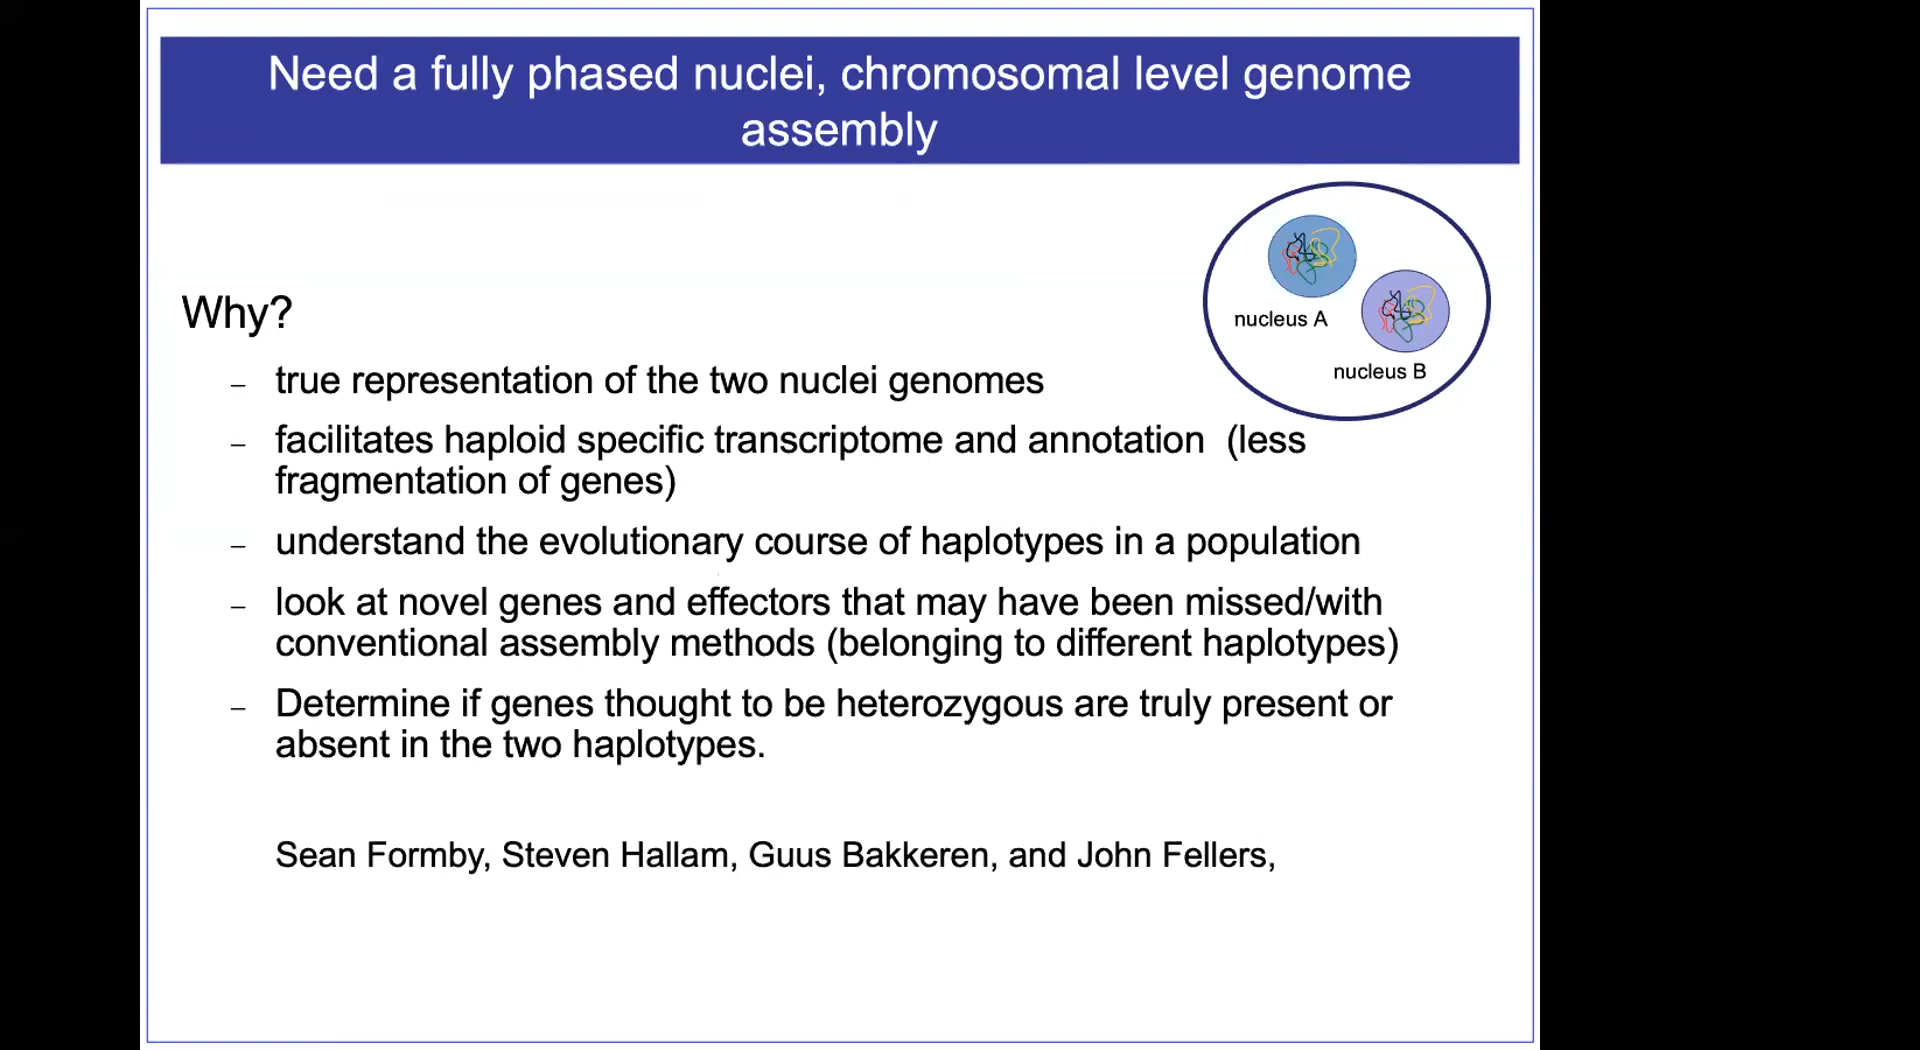 Need a fully phased nuclei, chromosomal level genome
assembly
nucleus A
nucleus B
Why?
– true representation of the two nuclei genomes
– facilitates haploid specific transcriptome and annotation  (less
fragmentation of genes)
– understand the evolutionary course of haplotypes in a population
– look at novel genes and effectors that may have been missed/with
conventional assembly methods (belonging to different haplotypes)
– Determine if genes thought to be heterozygous are truly present or
absent in the two haplotypes.
Sean Formby, Steven Hallam, Guus Bakkeren, and John Fellers,